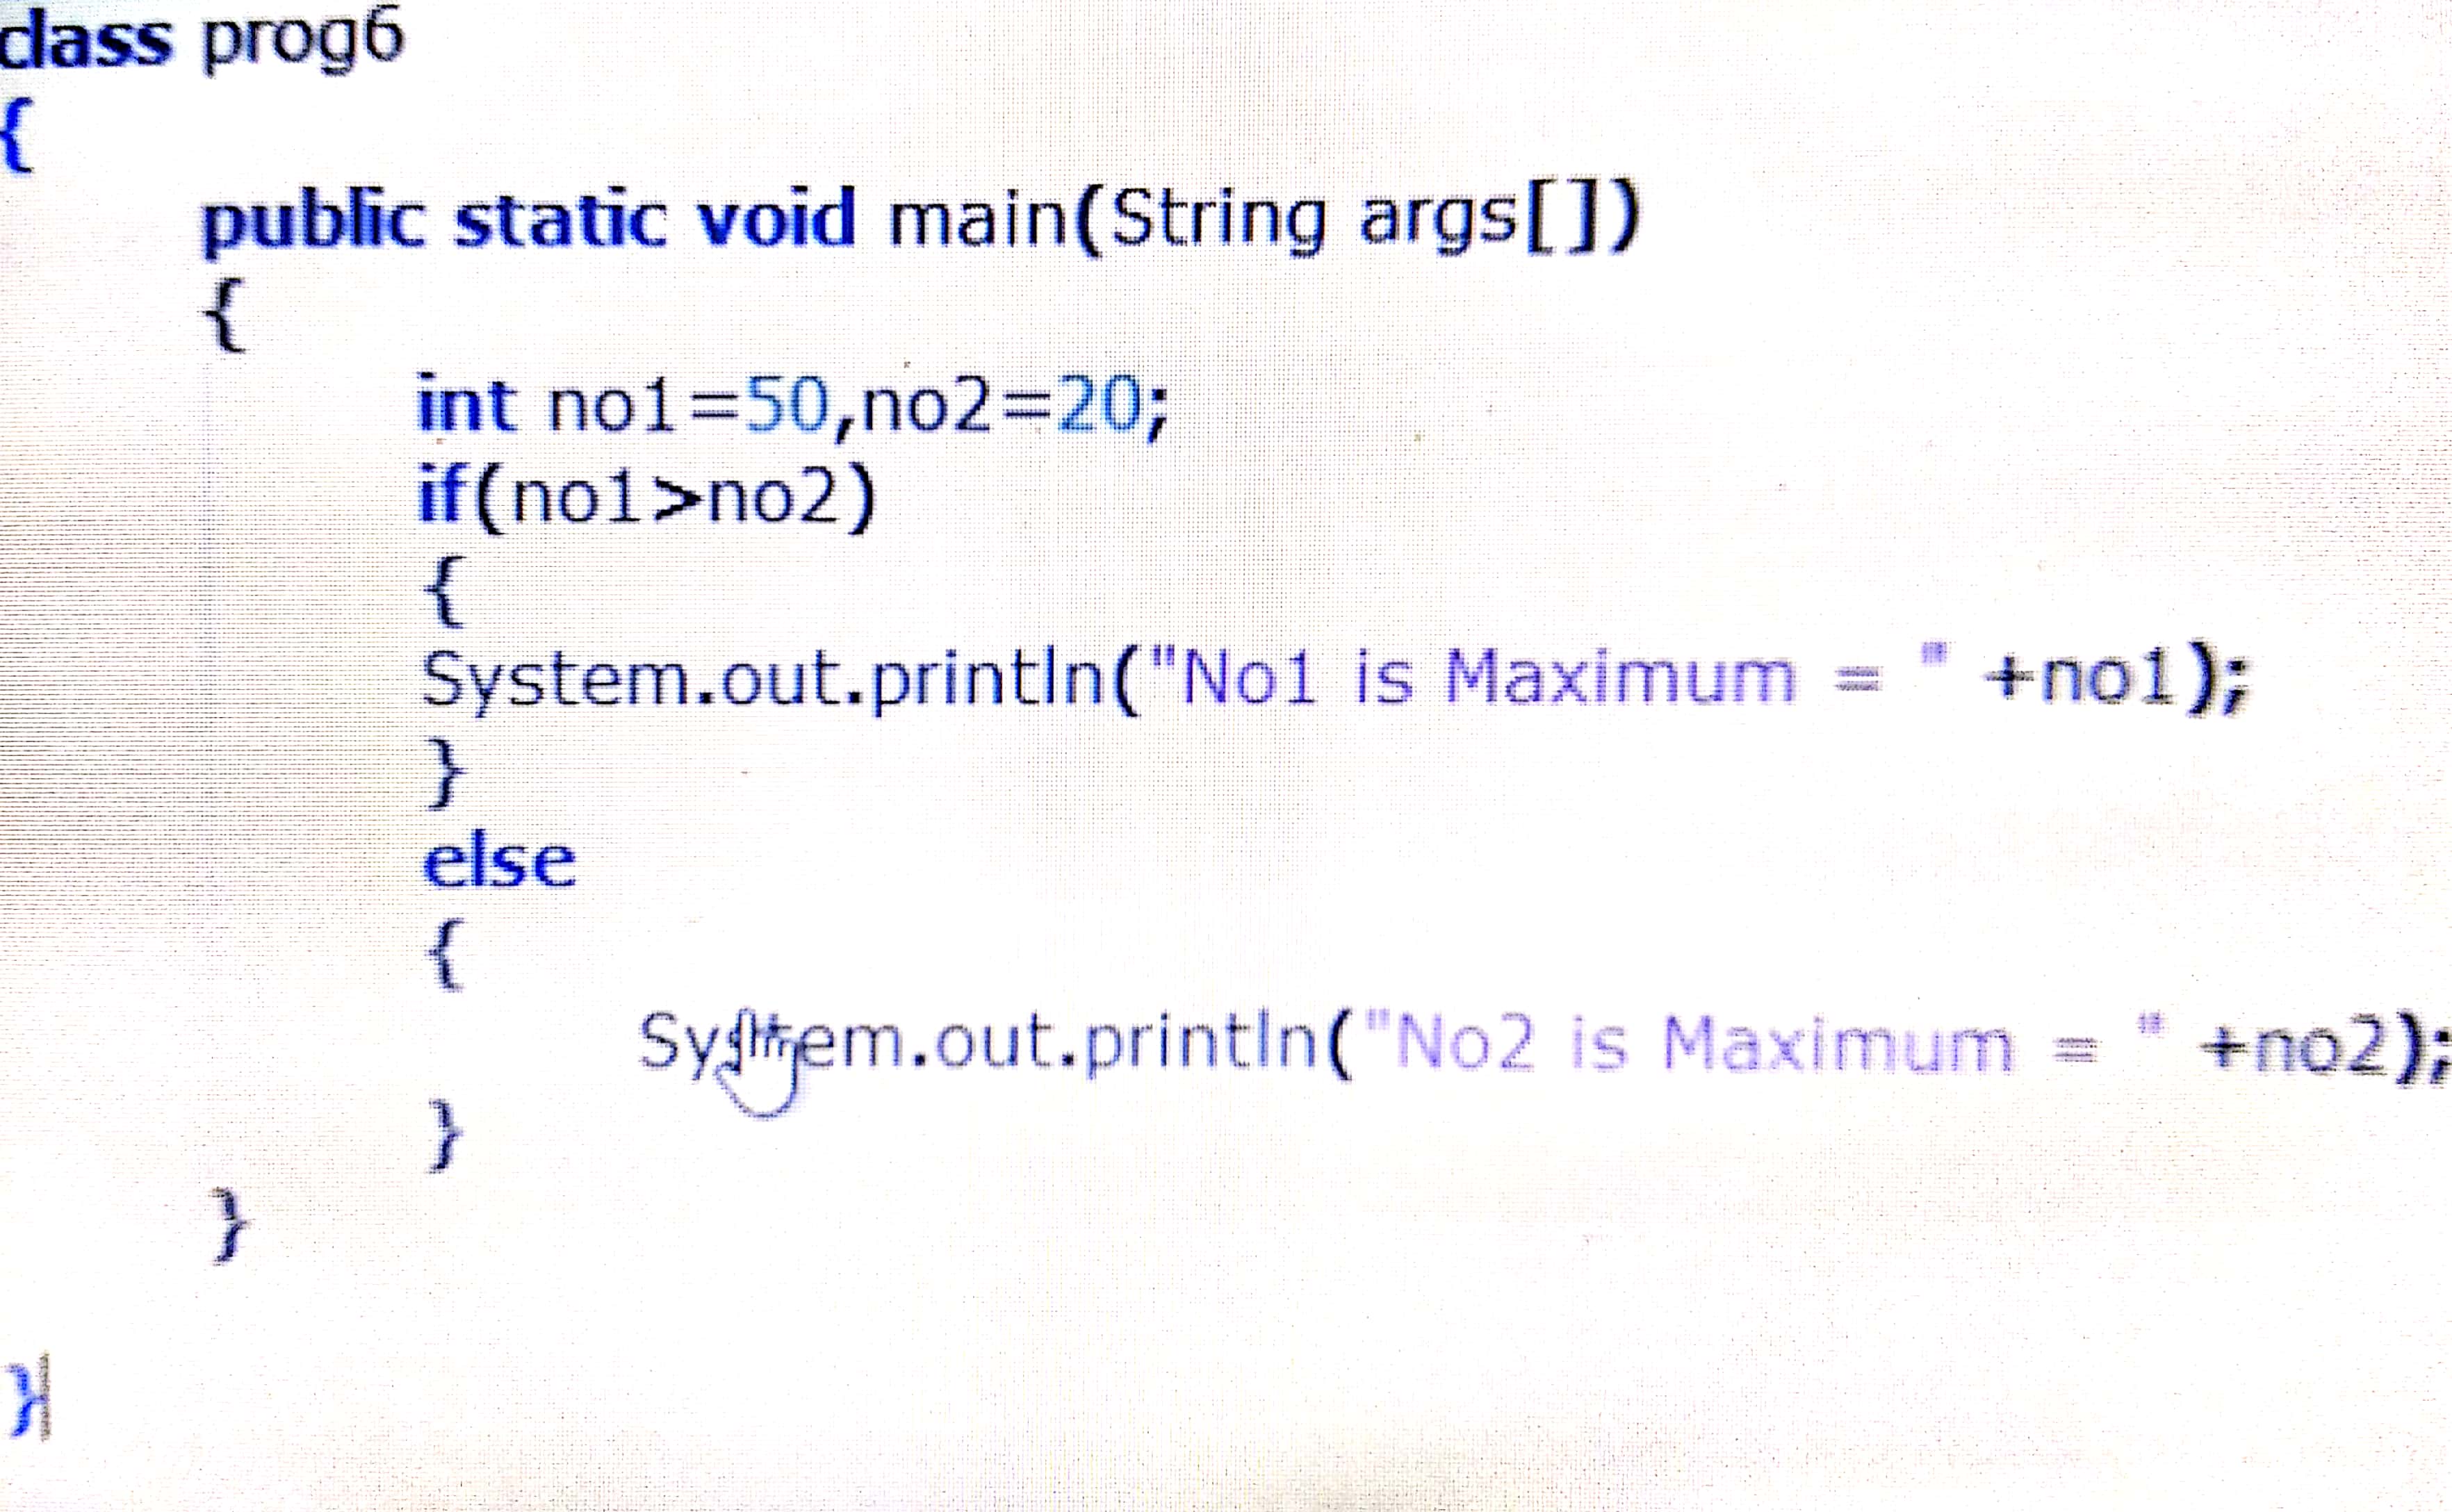 class prog6
{
public static void main(String args[])
{
int no1=50,no2=20;
if(no1>no2)
{
System.out.println("No1 is Maximum = " +no1);
}
else
{
System.out.println("No2 is Maximum = " +no2);
}
}
}